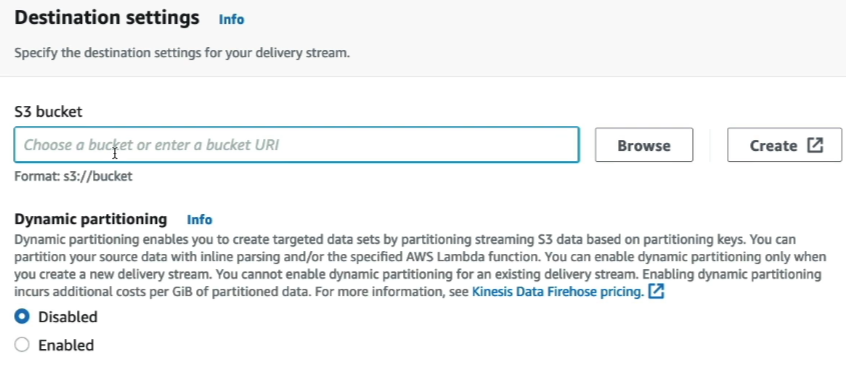 Destination settings Info
Specify the destination settings for your delivery stream.
S3 bucket
Choose a bucket or enter a bucket URI
Browse
Create
Format: s3://bucket
Dynamic partitioning Info
Dynamic partitioning enables you to create targeted data sets by partitioning streaming S3 data based on partitioning keys. You can
partition your source data with inline parsing and/or the specified AWS Lambda function. You can enable dynamic partitioning only when
you create a new delivery stream. You cannot enable dynamic partitioning for an existing delivery stream. Enabling dynamic partitioning
incurs additional costs per GiB of partitioned data. For more information, see Kinesis Data Firehose pricing.
Disabled
Enabled